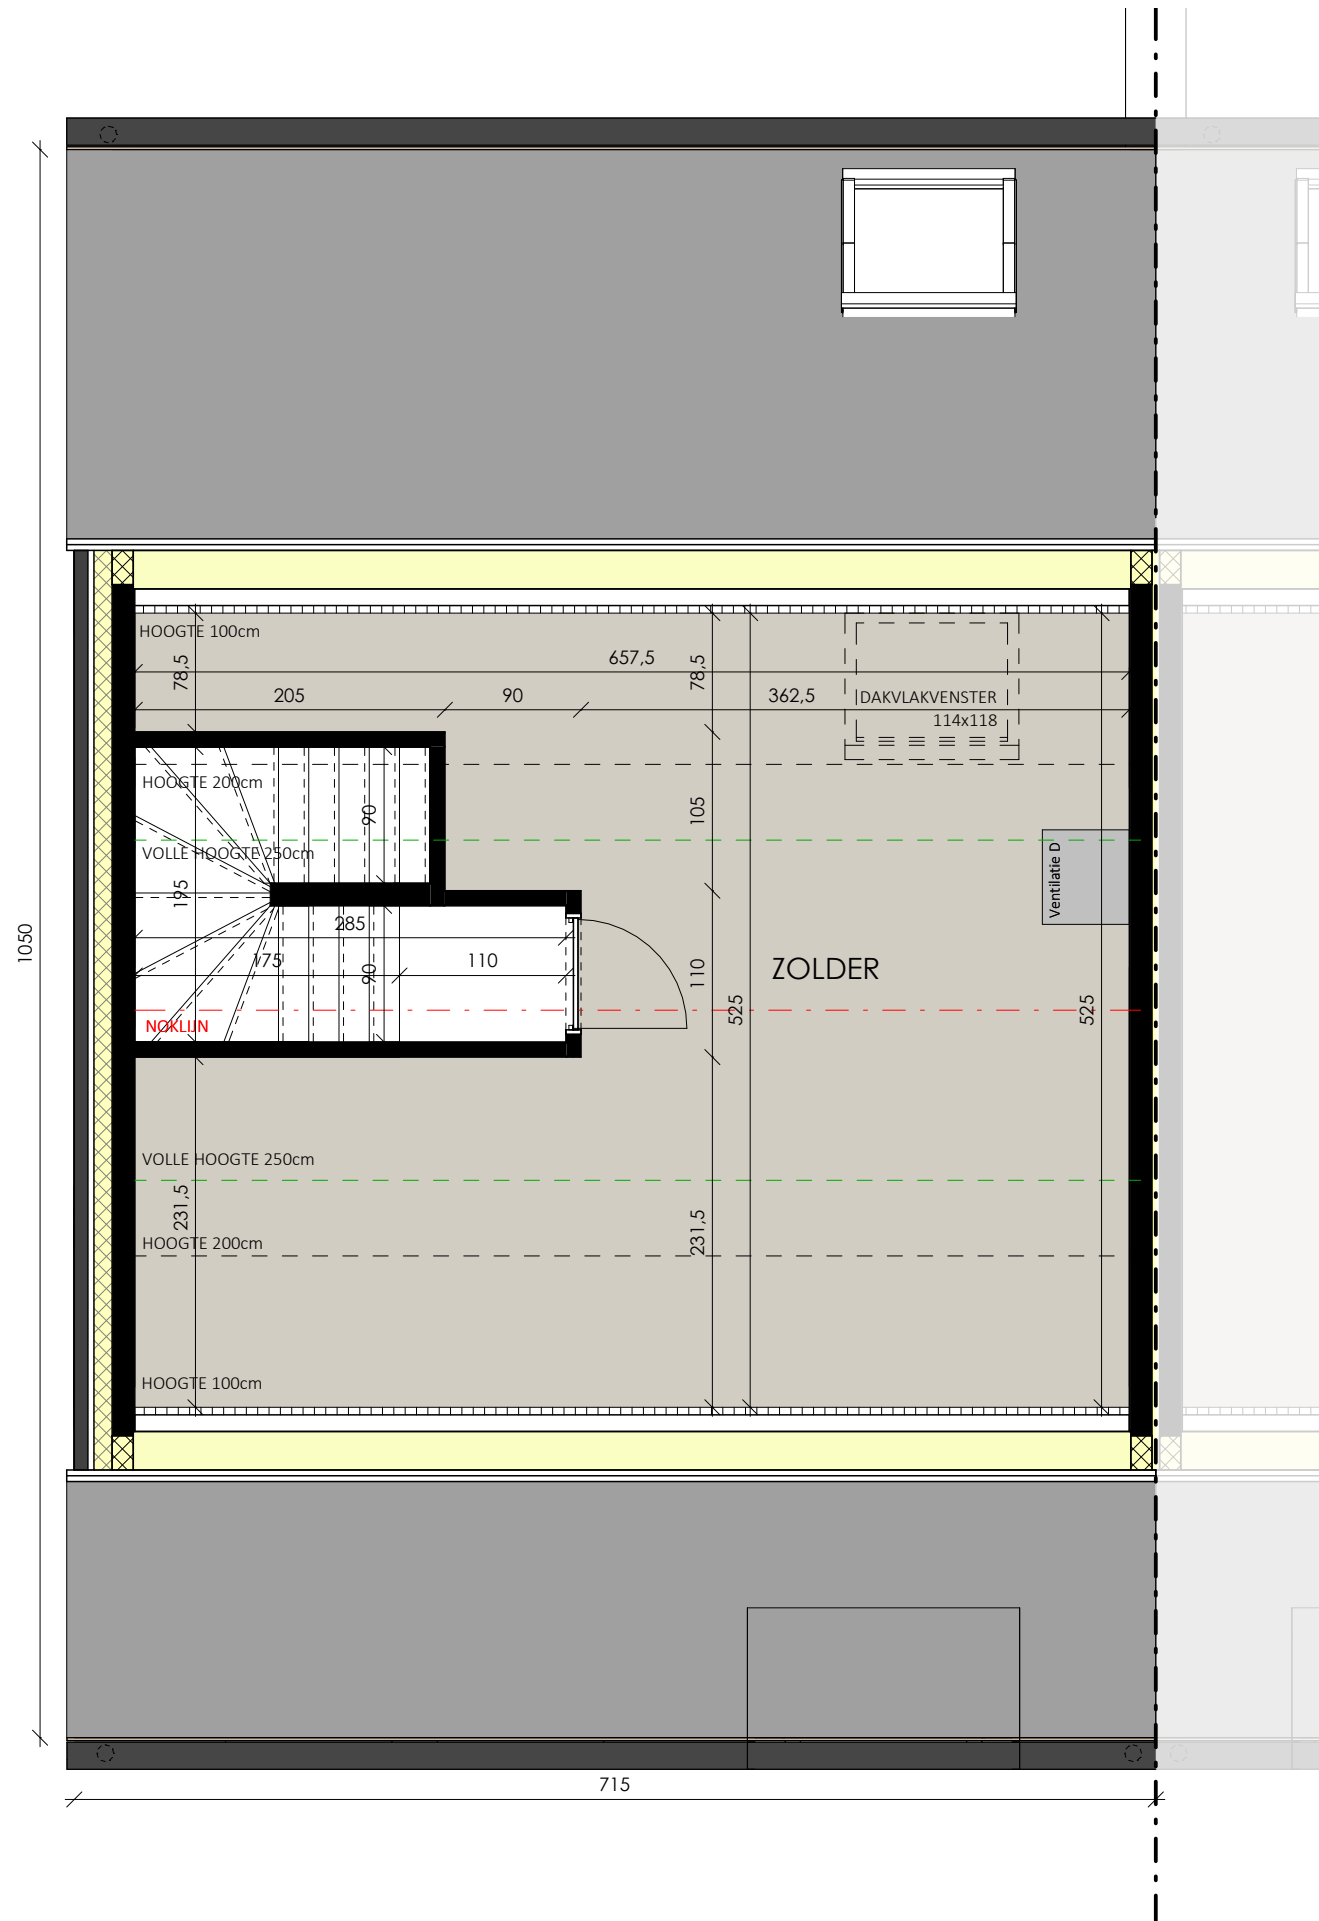 HOOGTE 100cm
78,5
78,5
657,5
205
90
362,5
DAKVLAKVENSTER
114x118
HOOGTE 200cm
90
105
VOLLE HOOGTE 250cm
Ventilatie D
195
285
1050
175
90
110
110
ZOLDER
525
525
NOKLIJN
VOLLE HOOGTE 250cm
231,5
231,5
HOOGTE 200cm
HOOGTE 100cm
715